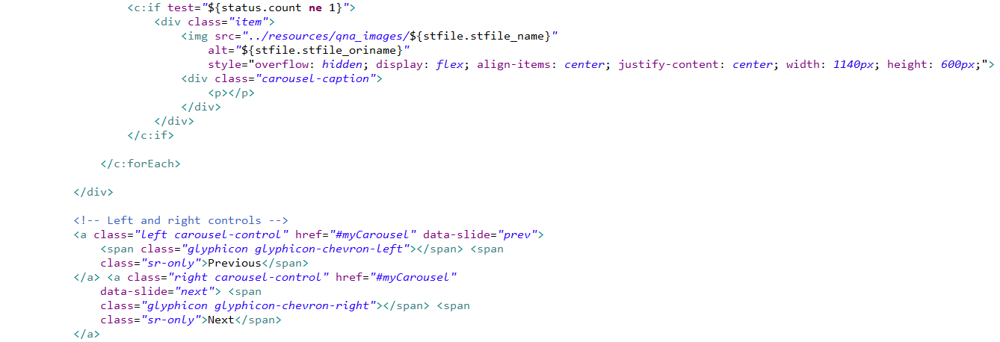 <c:if test="${status.count ne 1}">
<div class="item">
<img src="../resources/qna_images/${stfile.stfile_name}"
alt="${stfile.stfile_oriname}"
style="overflow: hidden; display: flex; align-items: center; justify-content: center; width: 1140px; height: 600px;">
<div class="carousel-caption">
<p></p>
</div>
</div>
</c:if>
</c:forEach>
</div>
<!-- Left and right controls -->
<a class="left carousel-control" href="#myCarousel" data-slide="prev">
<span class="glyphicon glyphicon-chevron-left"></span> <span
class="sr-only">Previous</span>
</a> <a class="right carousel-control" href="#myCarousel"
data-slide="next"> <span
class="glyphicon glyphicon-chevron-right"></span> <span
class="sr-only">Next</span>
</a>